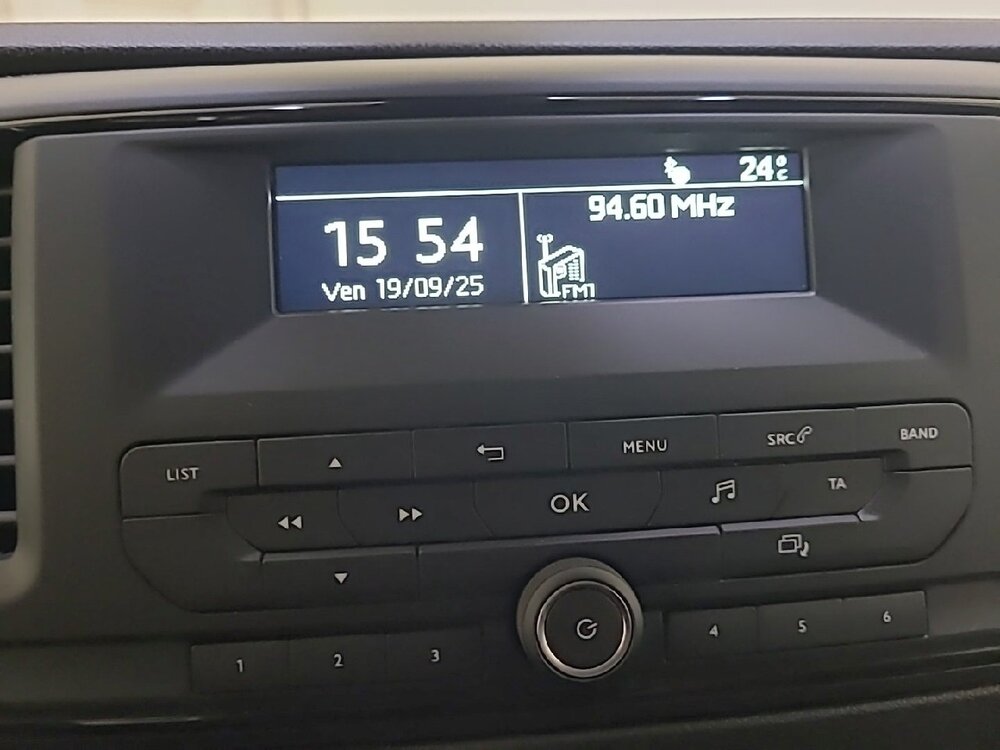 24°C
94.60 MHz
15 54
Ven 19/09/25
FM1
LIST
MENU
SRC
BAND
OK
TA
1
2
3
4
5
6